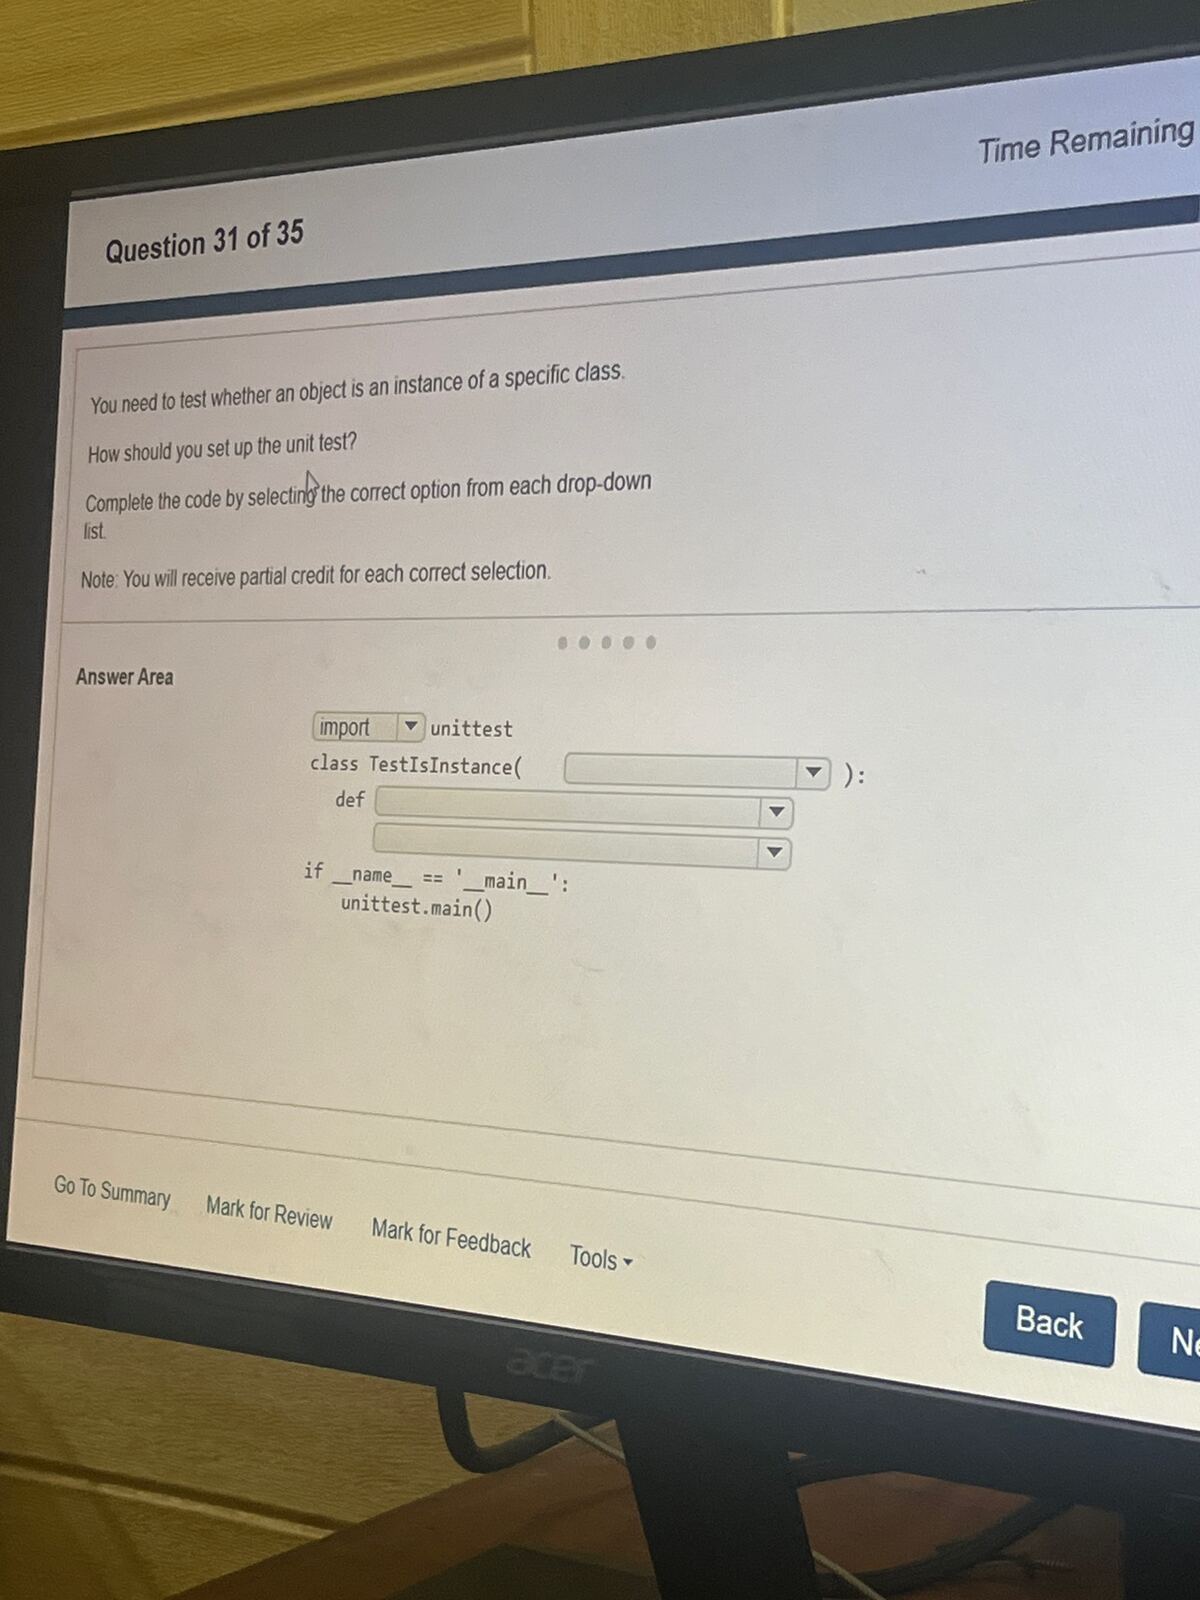 Time Remaining
Question 31 of 35
You need to test whether an object is an instance of a specific class.
How should you set up the unit test?
Complete the code by selecting the correct option from each drop-down
list.
Note: You will receive partial credit for each correct selection.
Answer Area
import unittest
class TestIsInstance( ):
def
if __name__ == '__main__':
unittest.main()
Go To Summary Mark for Review Mark for Feedback Tools
Back Ne
acer